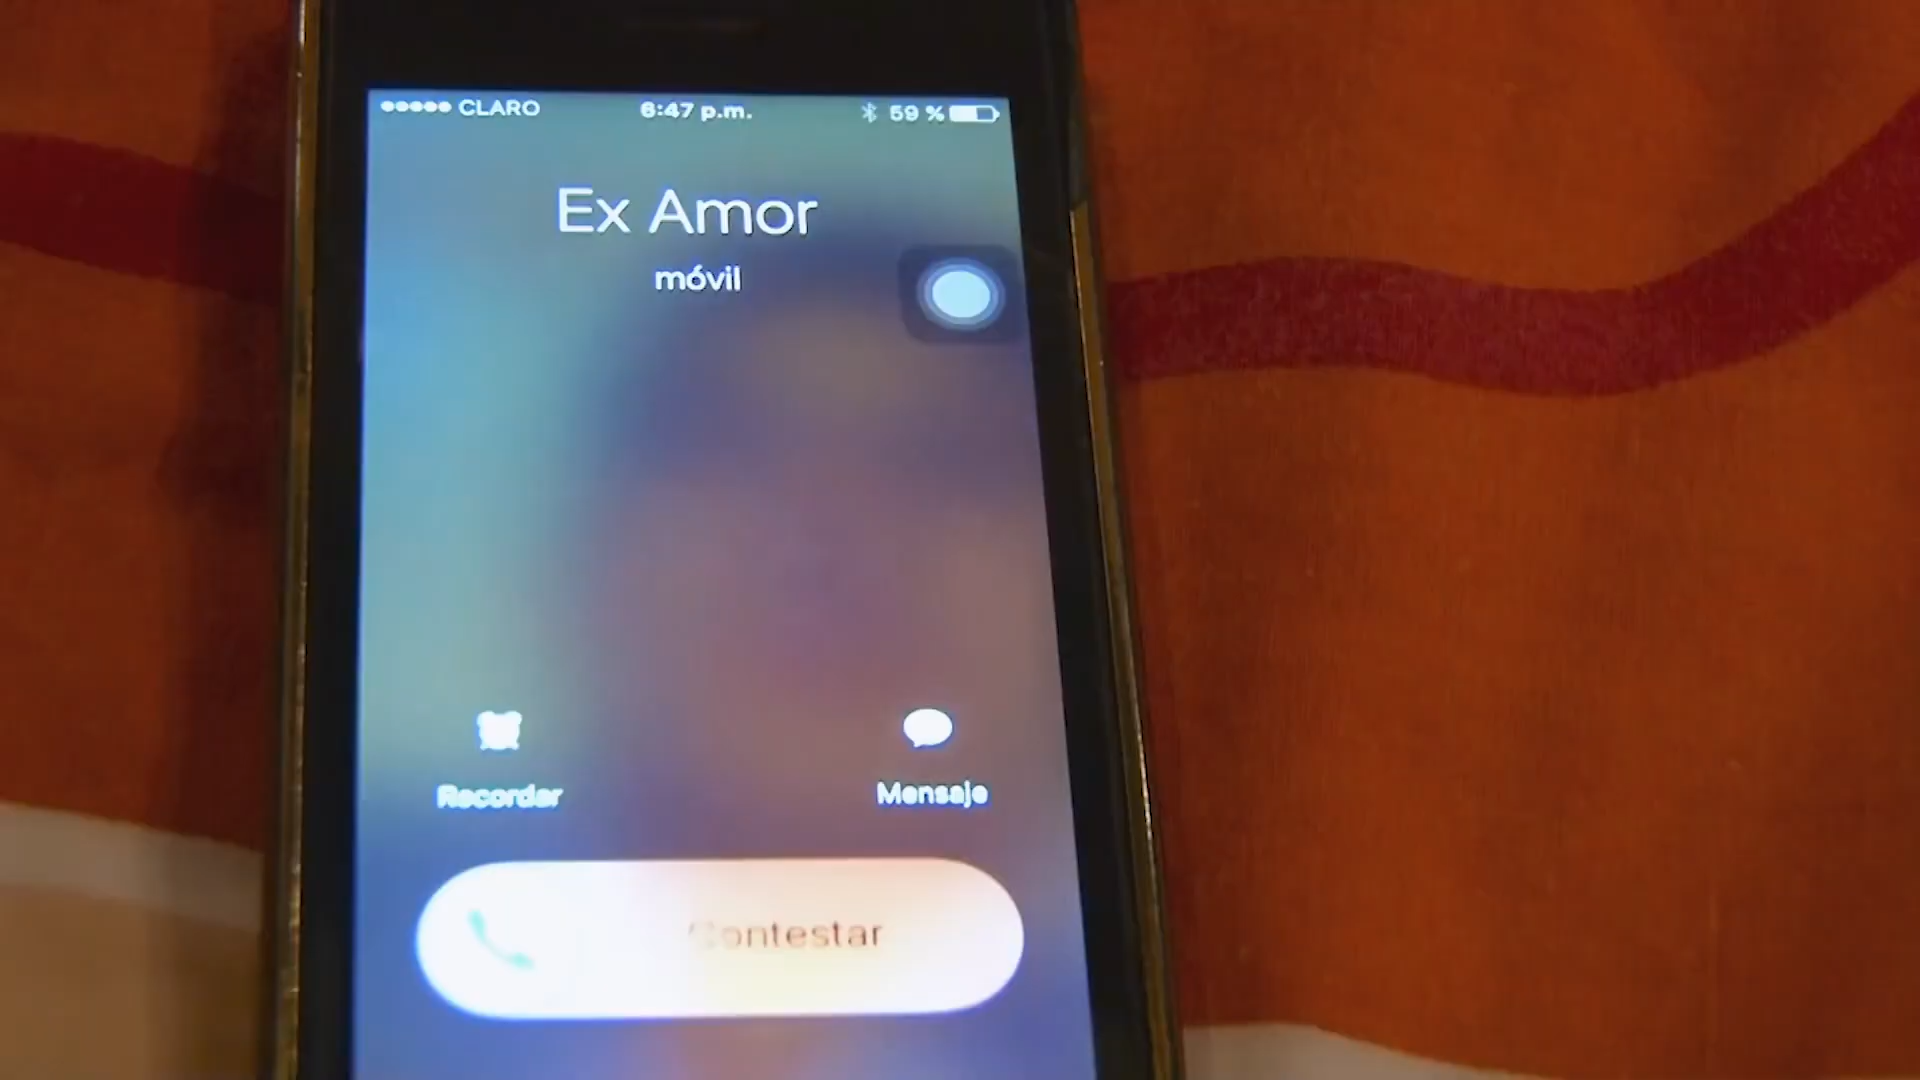 CLARO 6:47 p.m. 59 %
Ex Amor
móvil
Recordar Mensaje
Contestar